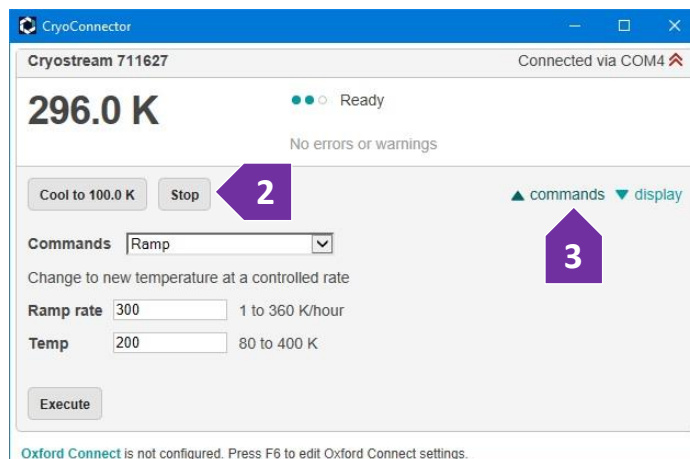 CryoConnector
Cryostream 711627 Connected via COM4
296.0 K Ready
No errors or warnings
Cool to 100.0 K Stop 2 commands display
3
Commands Ramp
Change to new temperature at a controlled rate
Ramp rate 300 1 to 360 K/hour
Temp 200 80 to 400 K
Execute
Oxford Connect is not configured. Press F6 to edit Oxford Connect settings.